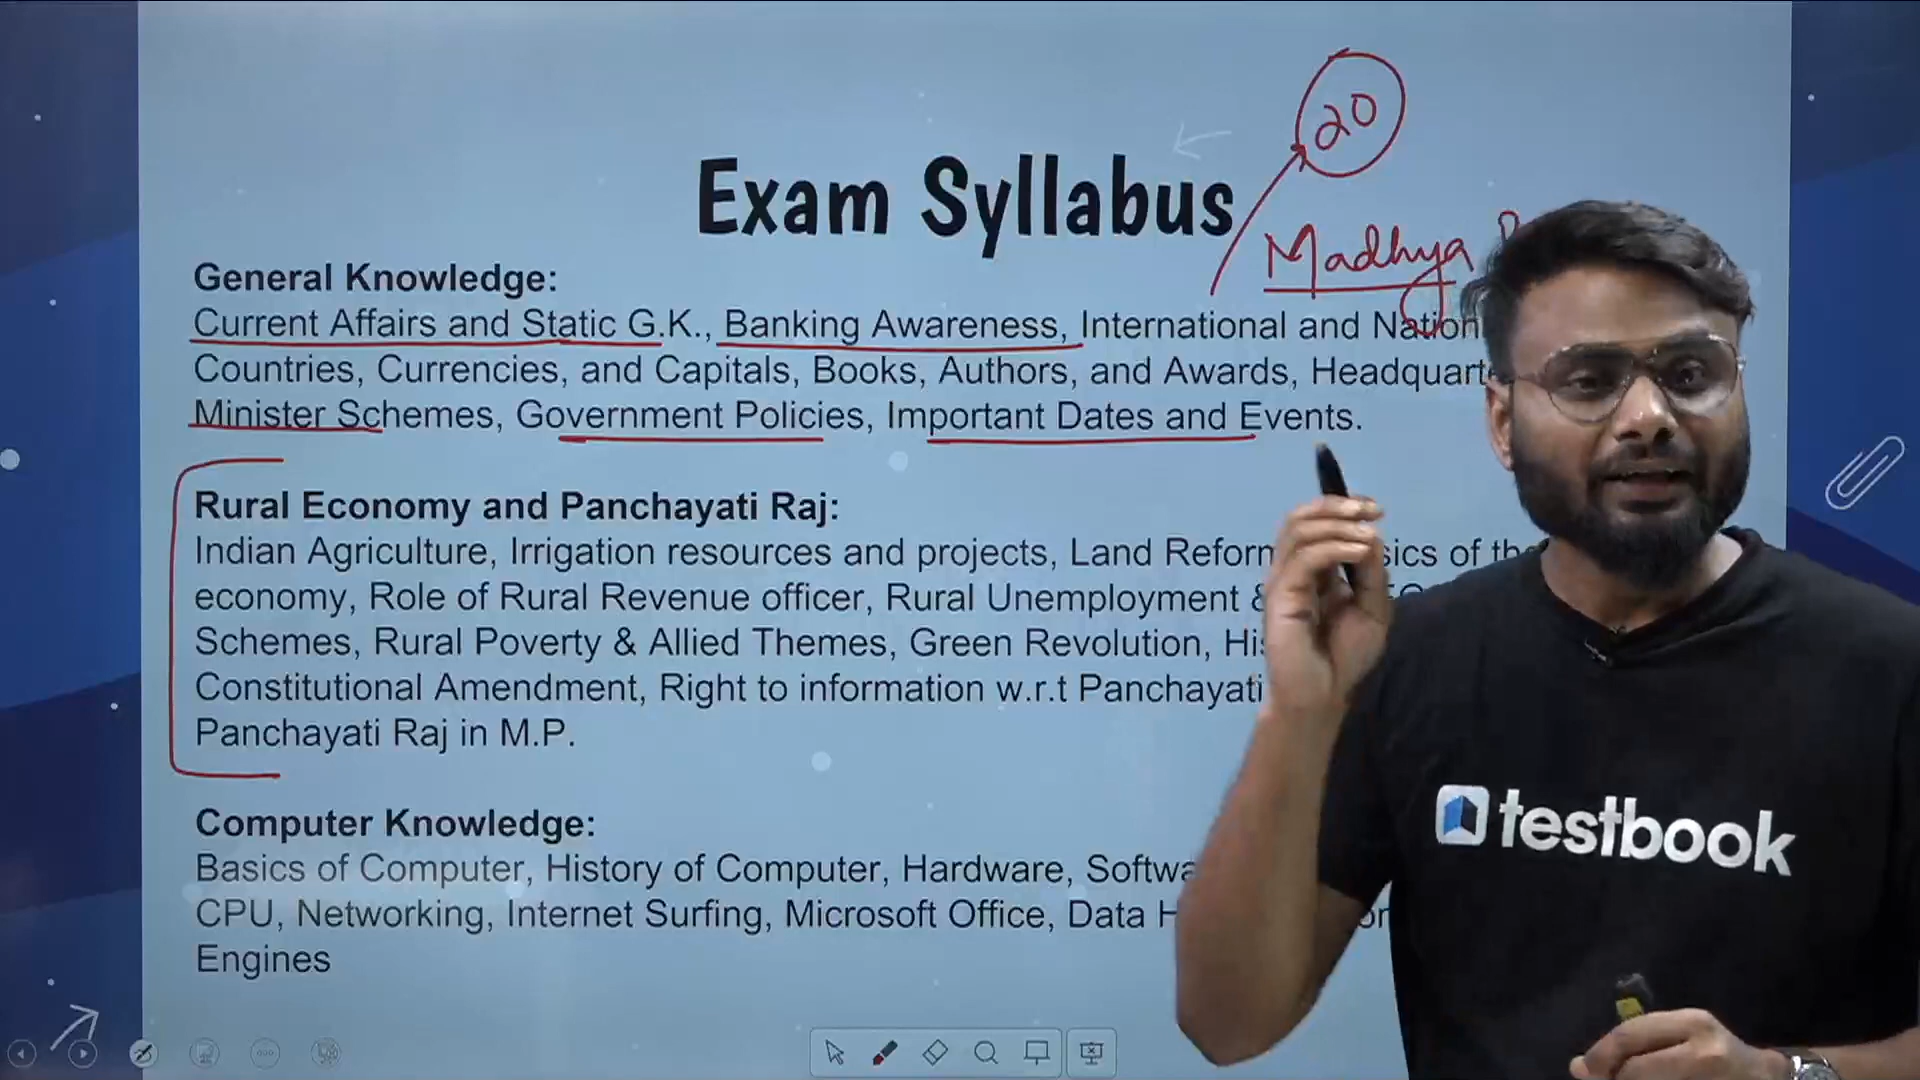 20
Exam Syllabus
Madhya
General Knowledge:
Current Affairs and Static G.K., Banking Awareness, International and
Countries, Currencies, and Capitals, Books, Authors, and Awards,
Minister Schemes, Government Policies, Important Dates and Events.
Rural Economy and Panchayati Raj:
Indian Agriculture, Irrigation resources and projects, Land
economy, Role of Rural Revenue officer, Rural Unemployment &
Schemes, Rural Poverty & Allied Themes, Green Revolution,
Constitutional Amendment, Right to information w.r.t Panchayati
Panchayati Raj in M.P.
Computer Knowledge:
Basics of Computer, History of Computer, Hardware,
CPU, Networking, Internet Surfing, Microsoft Office, Data
Engines
testbook